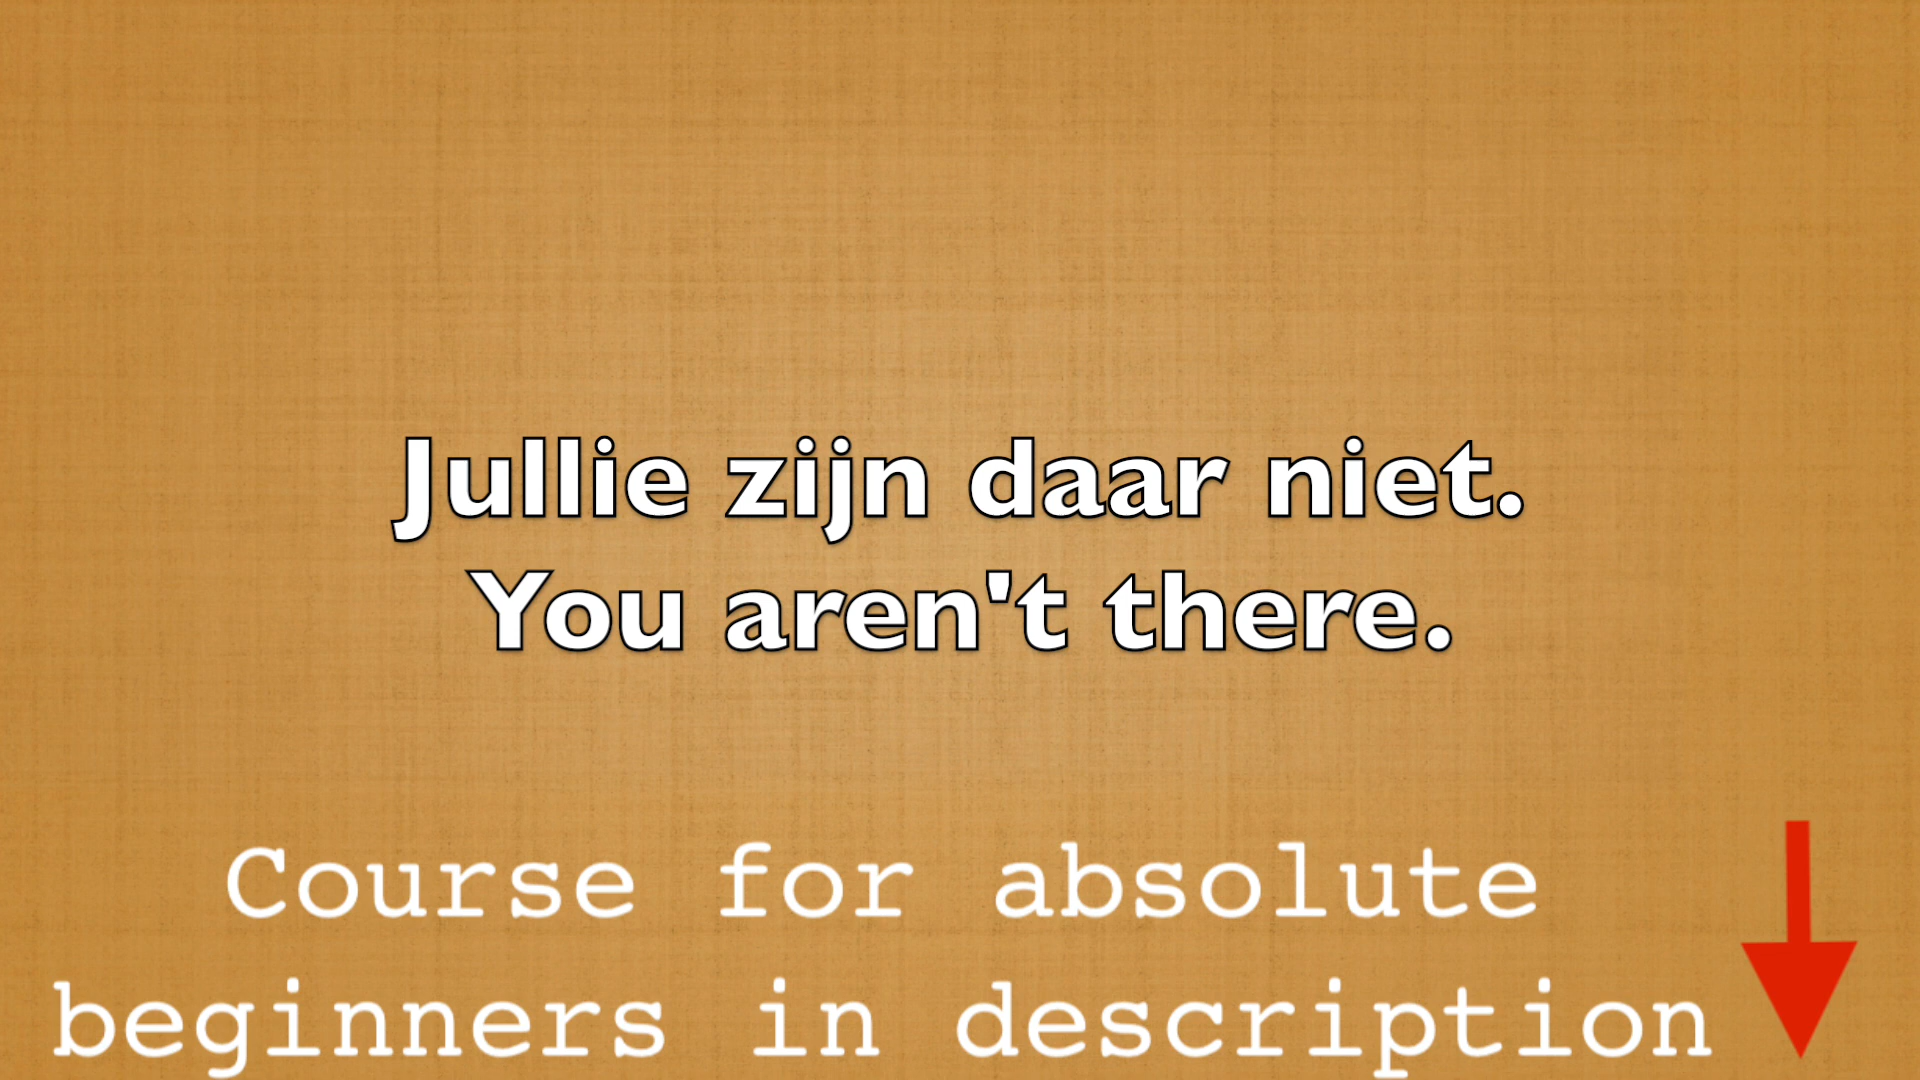 Jullie zijn daar niet.
You aren't there.
Course for absolute
beginners in description